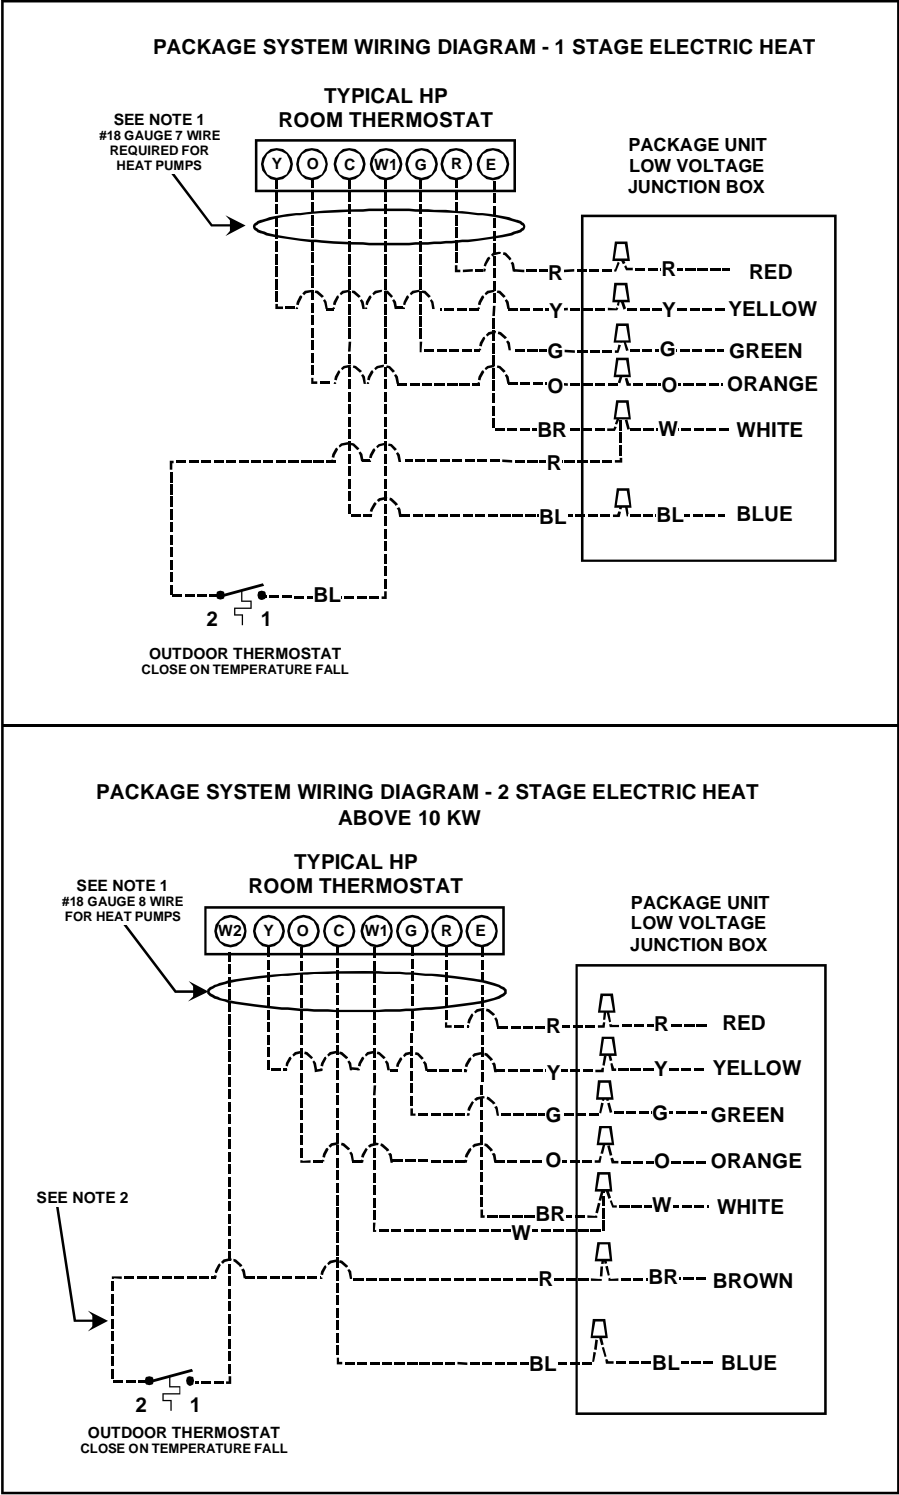 PACKAGE SYSTEM WIRING DIAGRAM - 1 STAGE ELECTRIC HEAT
TYPICAL HP
ROOM THERMOSTAT
SEE NOTE 1
#18 GAUGE 7 WIRE
REQUIRED FOR
HEAT PUMPS
PACKAGE UNIT
LOW VOLTAGE
JUNCTION BOX
Y O C W1 G R E
R R RED
Y Y YELLOW
G G GREEN
O O ORANGE
BR W WHITE
R
BL BL BLUE
BL
2 1
OUTDOOR THERMOSTAT
CLOSE ON TEMPERATURE FALL
PACKAGE SYSTEM WIRING DIAGRAM - 2 STAGE ELECTRIC HEAT
ABOVE 10 KW
TYPICAL HP
ROOM THERMOSTAT
SEE NOTE 1
#18 GAUGE 8 WIRE
FOR HEAT PUMPS
PACKAGE UNIT
LOW VOLTAGE
JUNCTION BOX
W2 Y O C W1 G R E
R R RED
Y Y YELLOW
G G GREEN
O O ORANGE
SEE NOTE 2
BR W WHITE
W
R BR BROWN
BL BL BLUE
2 1
OUTDOOR THERMOSTAT
CLOSE ON TEMPERATURE FALL